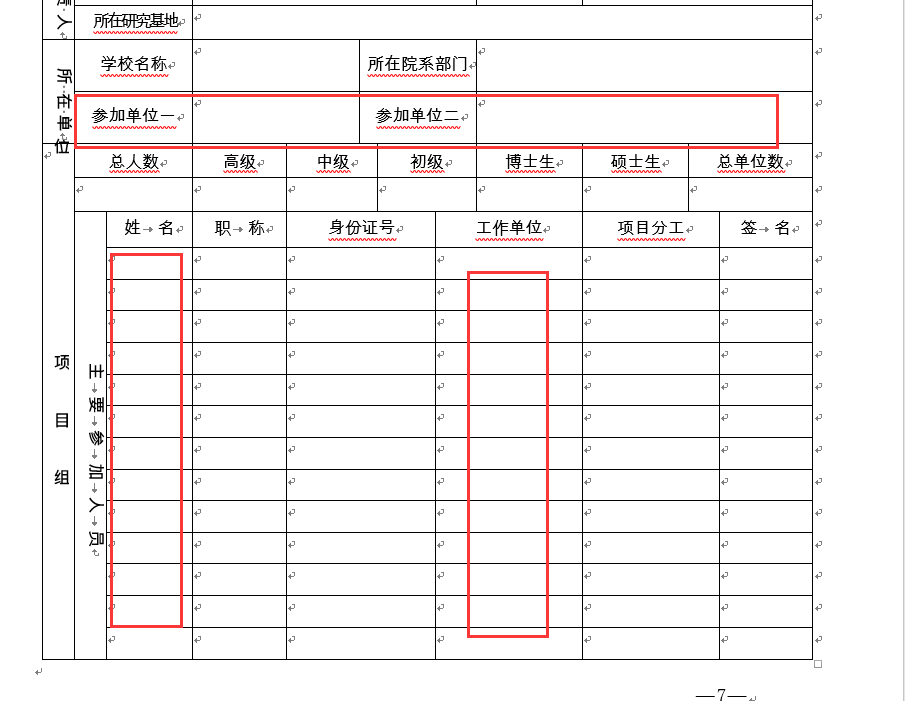 人 所在研究基地
学校名称 所在院系部门
所在单位
参加单位一 参加单位二
总人数 高级 中级 初级 博士生 硕士生 总单位数
姓 名 职 称 身份证号 工作单位 项目分工 签 名
项目组
主要参加人员
—7—